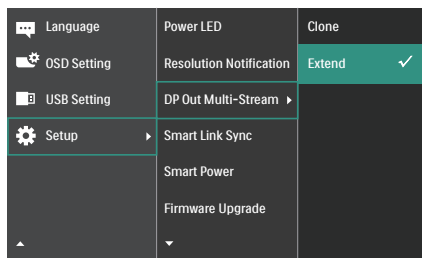 Language
OSD Setting
USB Setting
Setup
Power LED
Resolution Notification
DP Out Multi-Stream
Smart Link Sync
Smart Power
Firmware Upgrade
Clone
Extend